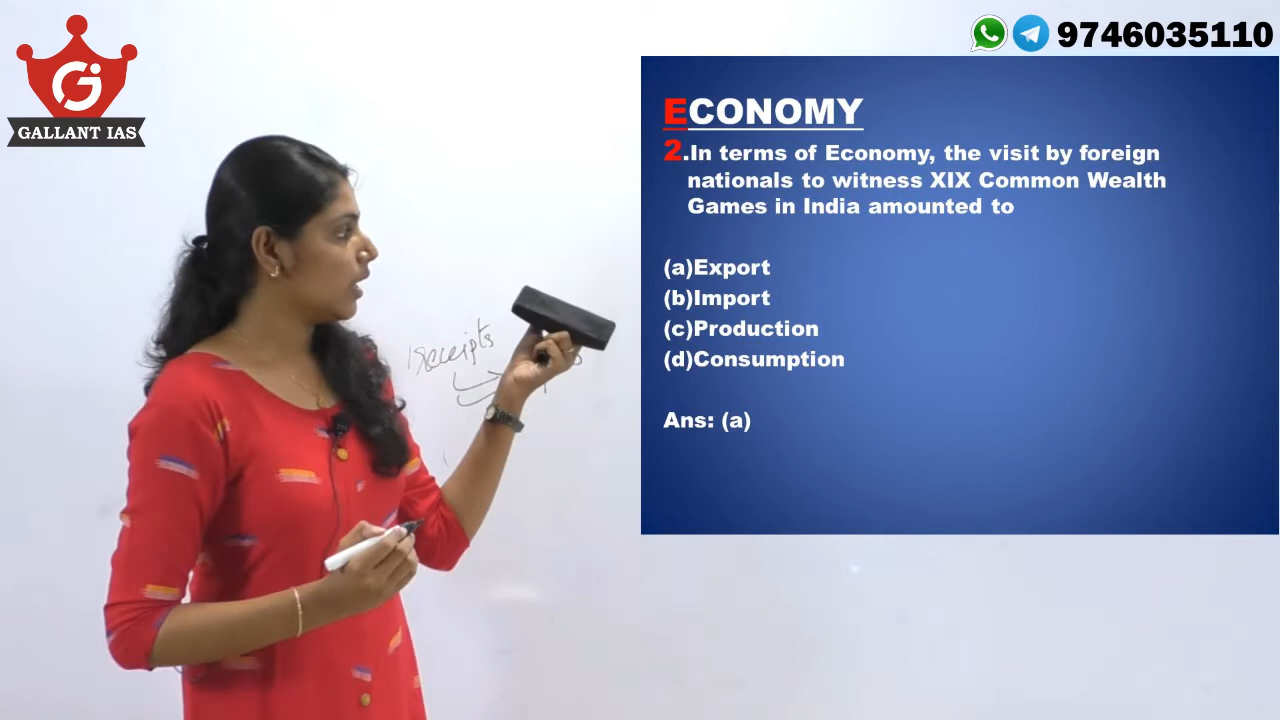 9746035110
GALLANT IAS
ECONOMY
2.In terms of Economy, the visit by foreign
nationals to witness XIX Common Wealth
Games in India amounted to
(a)Export
(b)Import
(c)Production
(d)Consumption
Ans: (a)
receipts